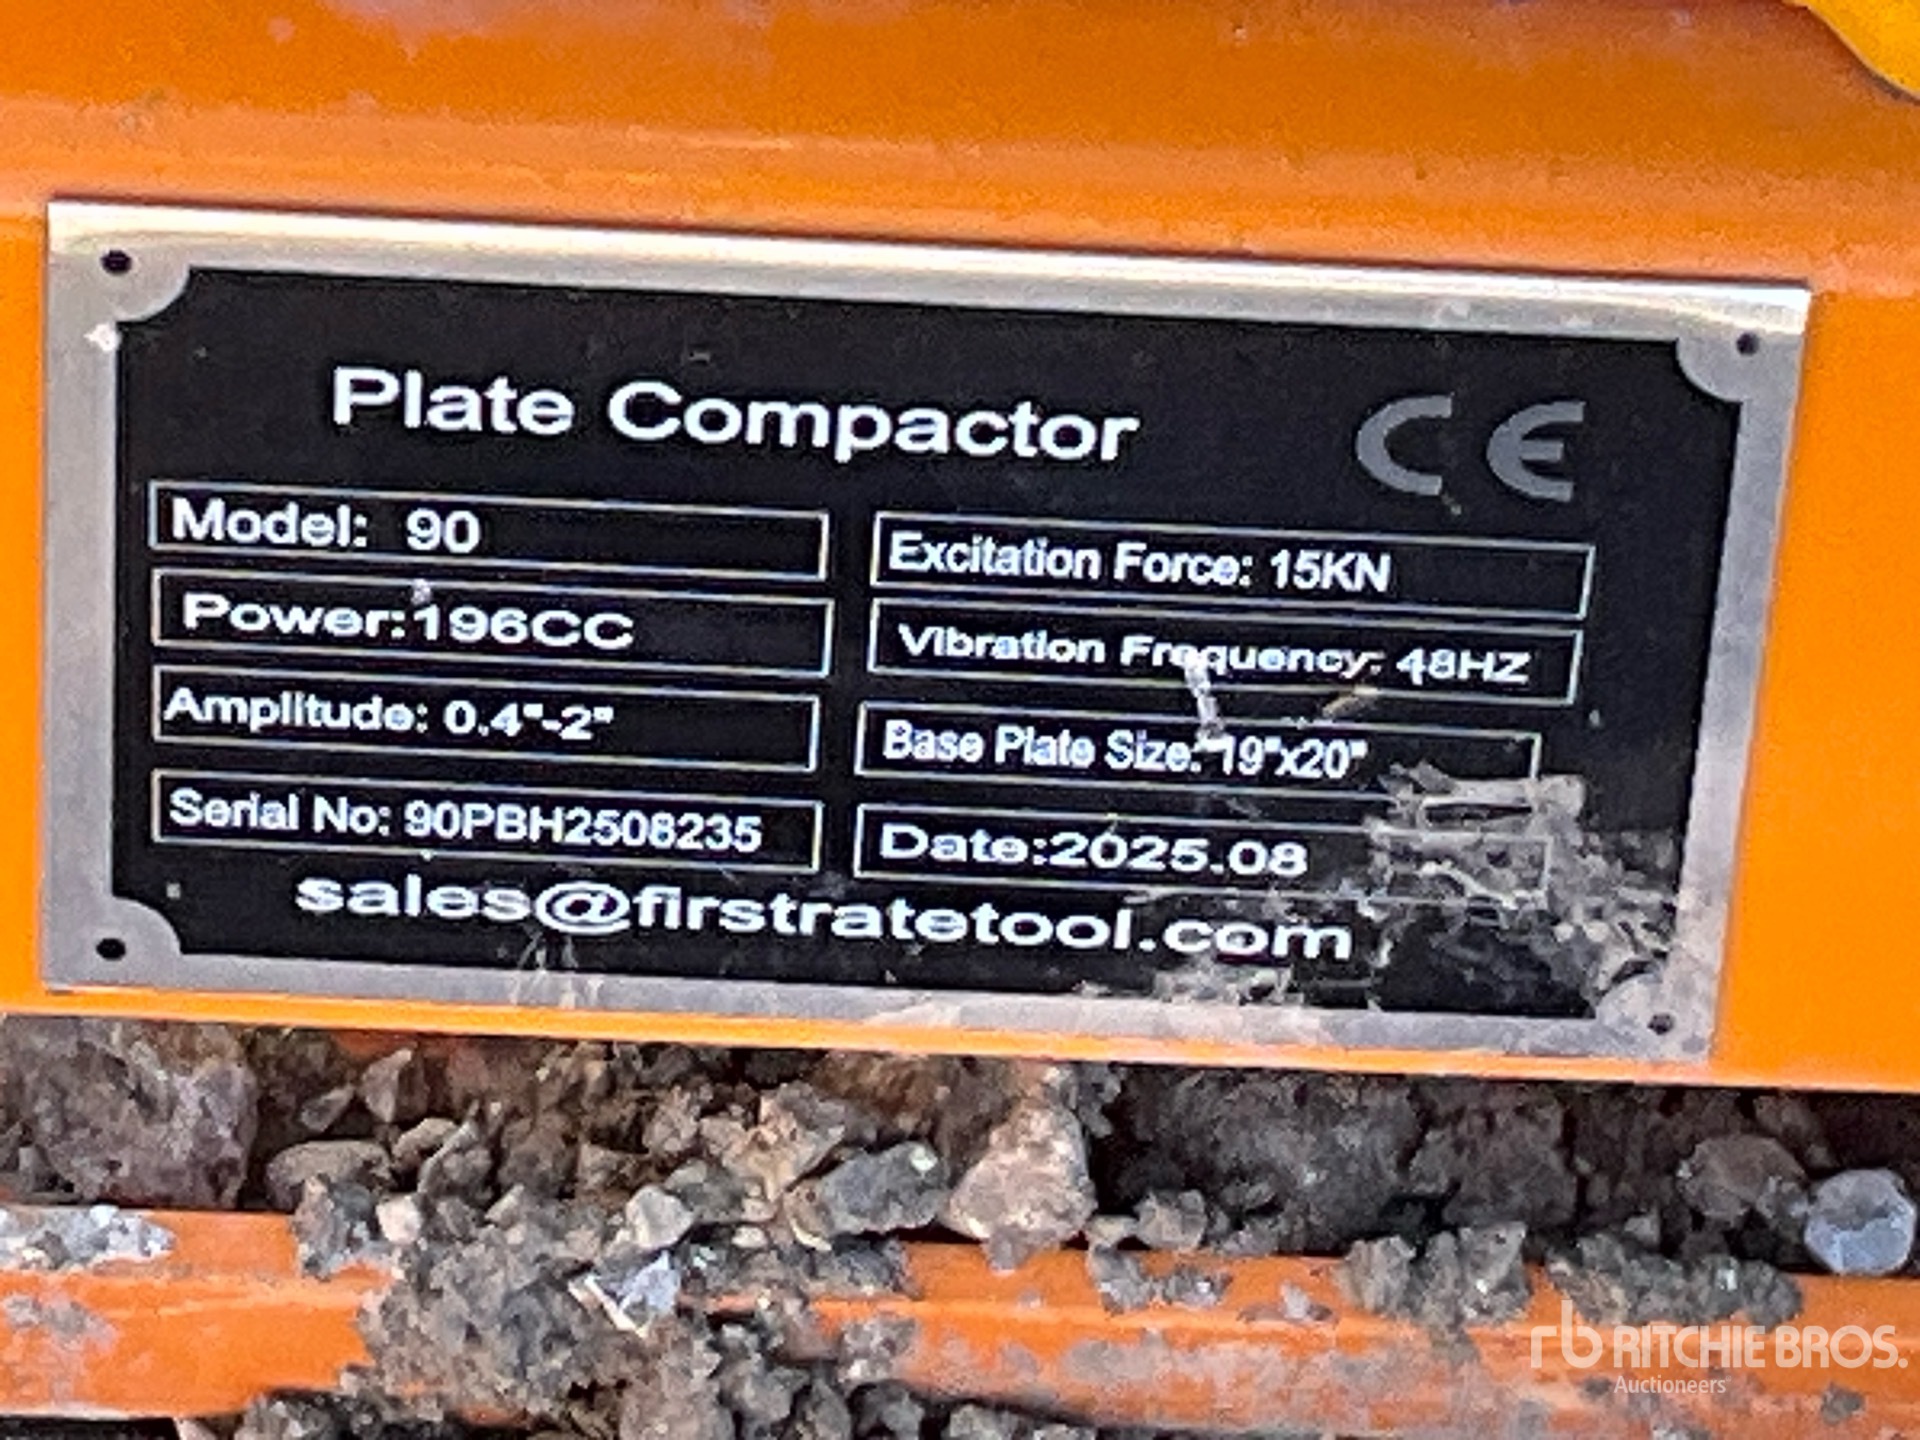 Plate Compactor CE
Model: 90
Excitation Force: 15KN
Power:196CC
Vibration Frequency: 48HZ
Amplitude: 0.4"-2"
Base Plate Size: 19"x20"
Serial No: 90PBH2508235
Date:2025.08
sales@firstratetool.com
rb RITCHIE BROS.
Auctioneers